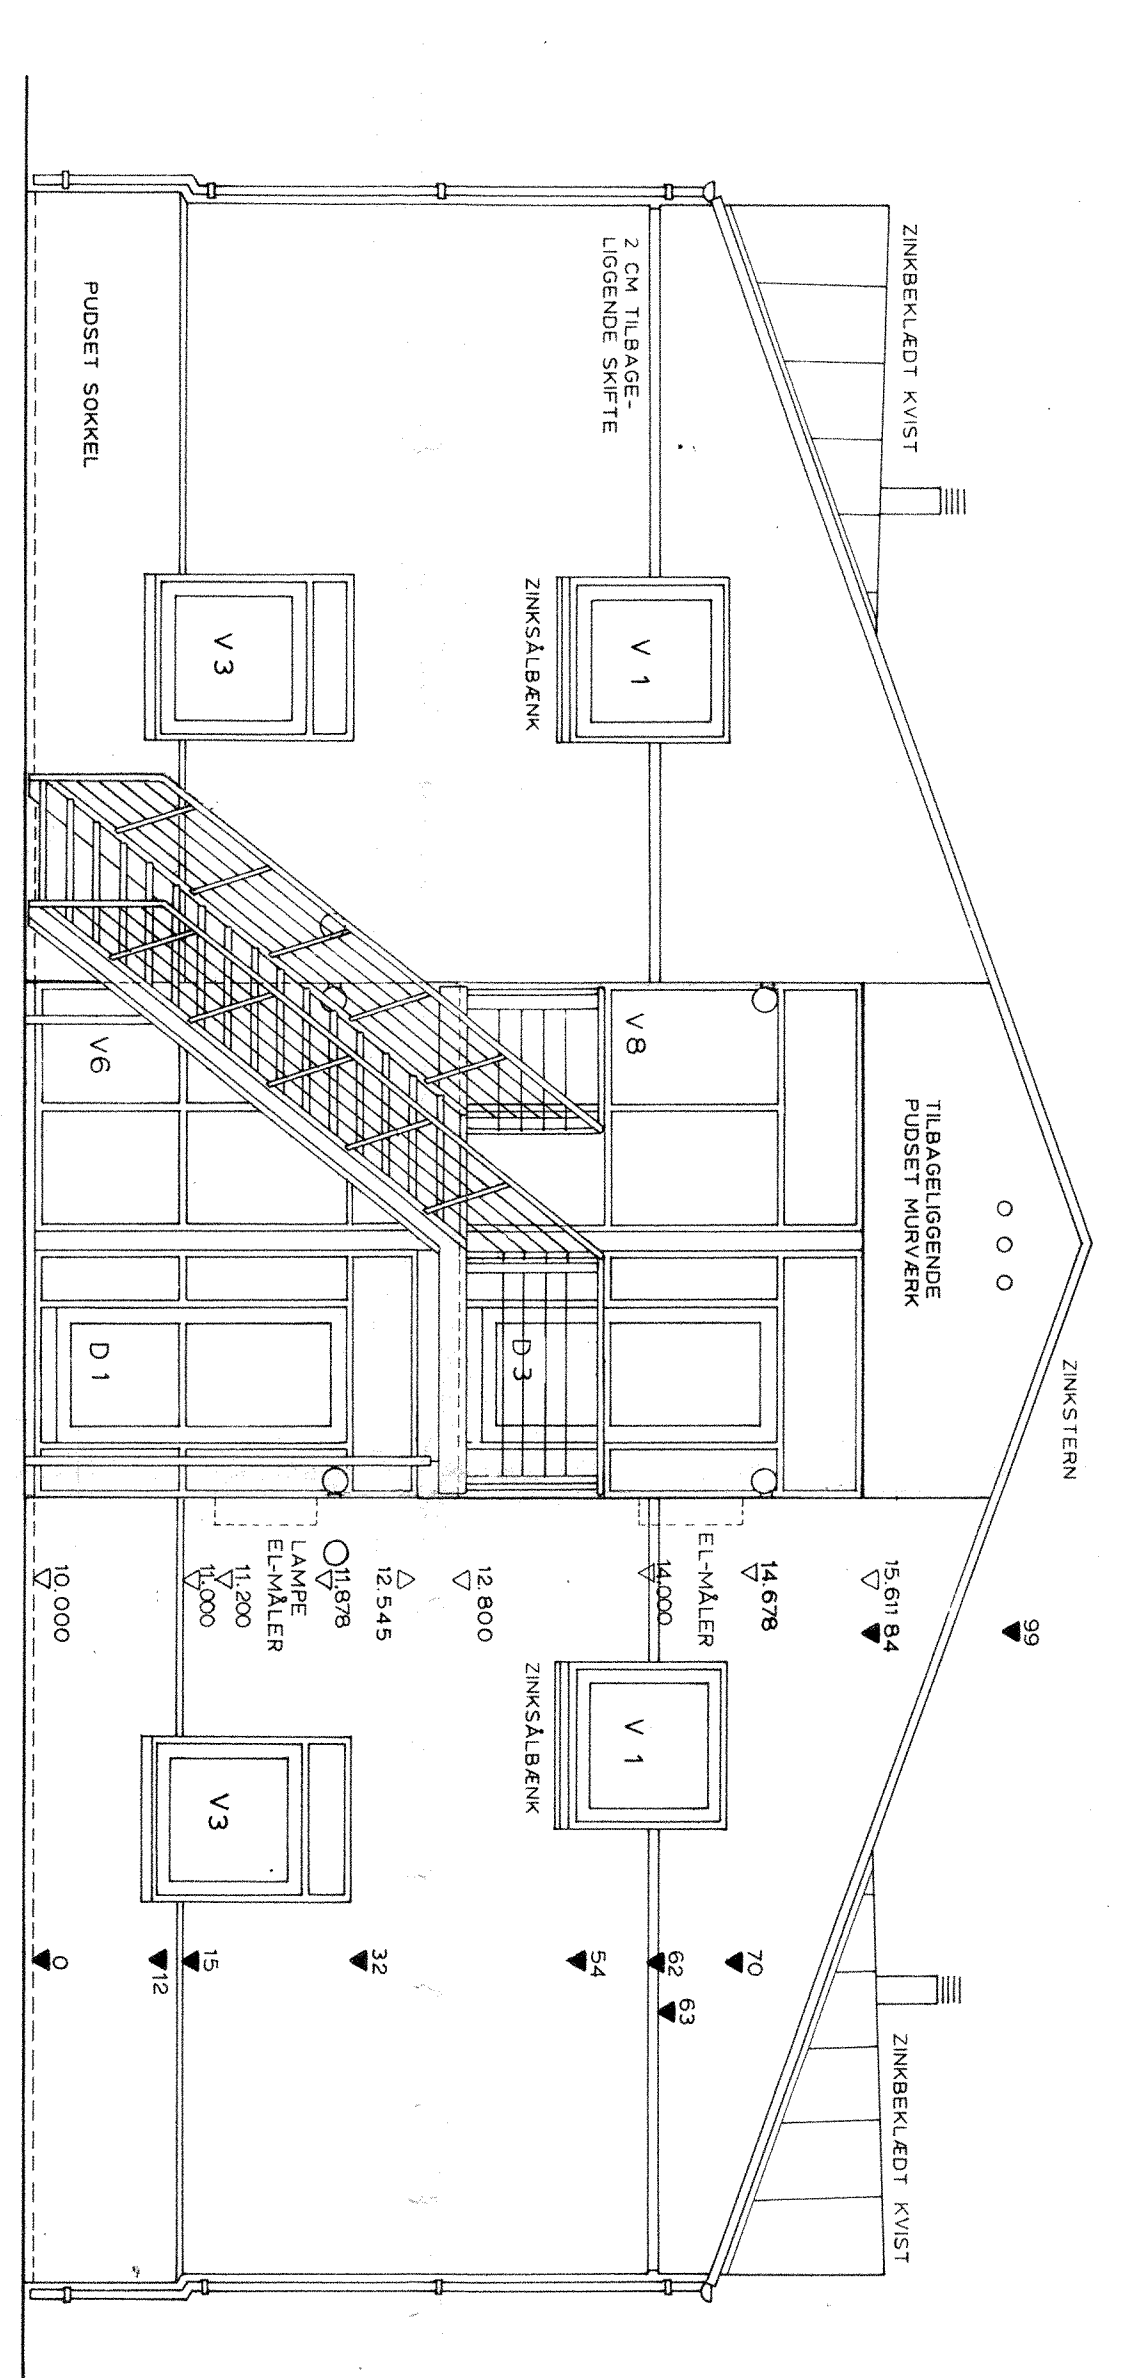 ZINKBEKLÆDT KVIST
2 CM TILBAGE-
LIGGENDE SKIFTE
PUDSET SOKKEL
ZINKSÅLBÆNK
V 1
V 3
V8
V6
TILBAGELIGGENDE
PUDSET MURVÆRK
D 3
D 1
ZINKSTERN
99
15.611 84
14.678
EL-MÅLER
14.000
12.800
12.545
11.878
LAMPE
EL-MÅLER
11.200
11.000
10.000
ZINKSÅLBÆNK
V 1
V3
70
62
63
54
32
15
12
0
ZINKBEKLÆDT KVIST